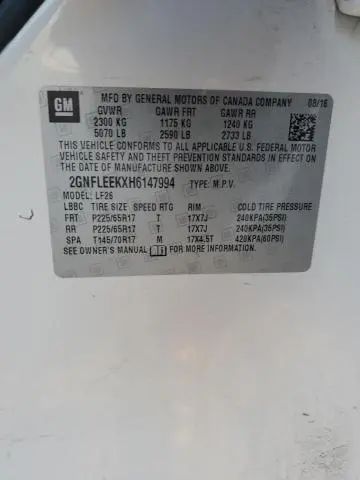 GM
MFD BY GENERAL MOTORS OF CANADA COMPANY 08/16
GVWR GAWR FRT GAWR RR
2300 KG 1175 KG 1240 KG
5070 LB 2590 LB 2733 LB
THIS VEHICLE CONFORMS TO ALL APPLICABLE U.S. FEDERAL MOTOR
VEHICLE SAFETY AND THEFT PREVENTION STANDARDS IN EFFECT ON
THE DATE OF MANUFACTURE SHOWN ABOVE.
2GNFLEEKXH6147994 TYPE: M.P.V.
MODEL: LF26
LBBC TIRE SIZE SPEED RTG RIM COLD TIRE PRESSURE
FRT P225/65R17 T 17X7J 240KPA(35PSI)
RR P225/65R17 T 17X7J 240KPA(35PSI)
SPA T145/70R17 M 17X4.5T 420KPA(60PSI)
SEE OWNER'S MANUAL FOR MORE INFORMATION.